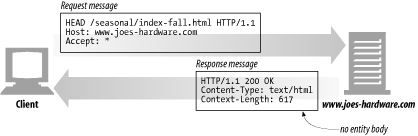 Request message
HEAD /seasonal/index-fall.html HTTP/1.1
Host: www.joes-hardware.com
Accept: *
Response message
HTTP/1.1 200 OK
Content-Type: text/html
Context-Length: 617
Client
www.joes-hardware.com
no entity body